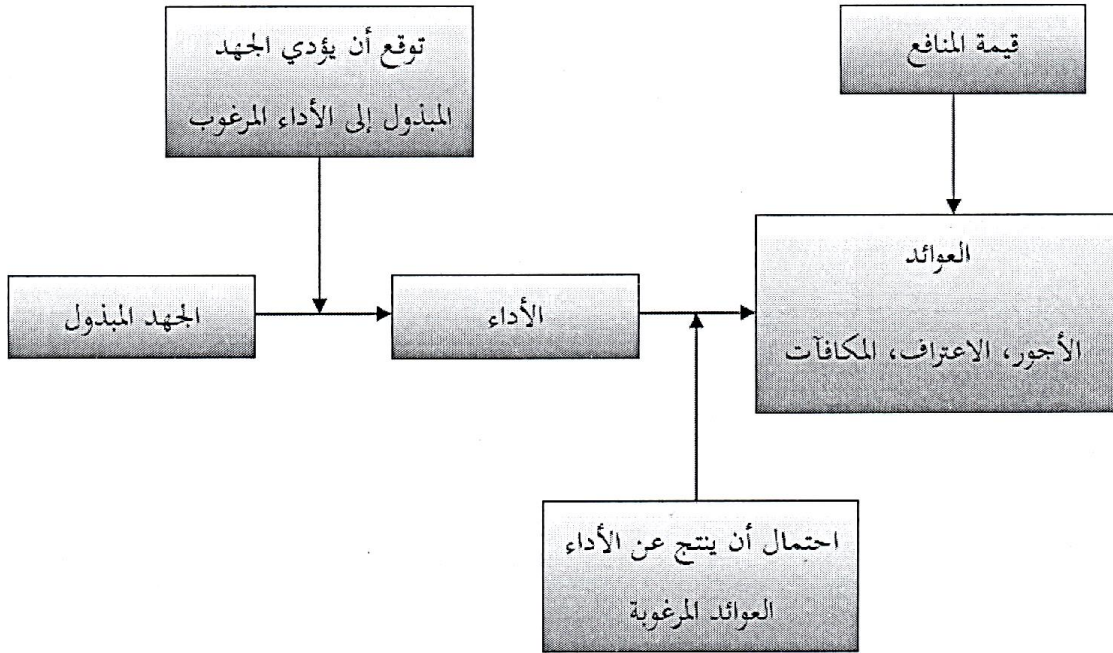 توقع أن يؤدي الجهد
المبذول إلى الأداء المرغوب
قيمة المنافع
الجهد المبذول
الأداء
العوائد
الأجور، الاعتراف، المكافآت
احتمال أن ينتج عن الأداء
العوائد المرغوبة